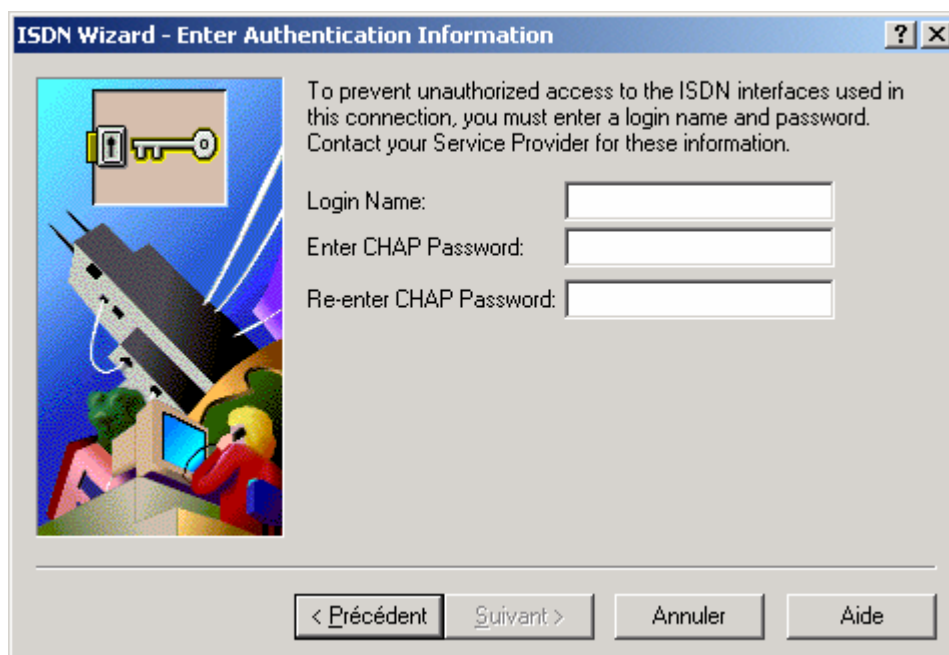 ISDN Wizard - Enter Authentication Information
To prevent unauthorized access to the ISDN interfaces used in
this connection, you must enter a login name and password.
Contact your Service Provider for these information.
Login Name:
Enter CHAP Password:
Re-enter CHAP Password:
< Précédent
Suivant >
Annuler
Aide